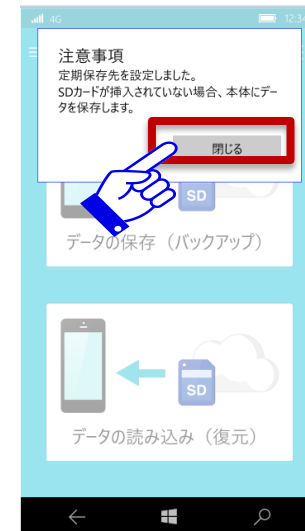 4G 12:34
注意事項
定期保存先を設定しました。
SDカードが挿入されていない場合、本体にデー
タを保存します。
閉じる
SD
データの保存（バックアップ）
SD
データの読み込み（復元）